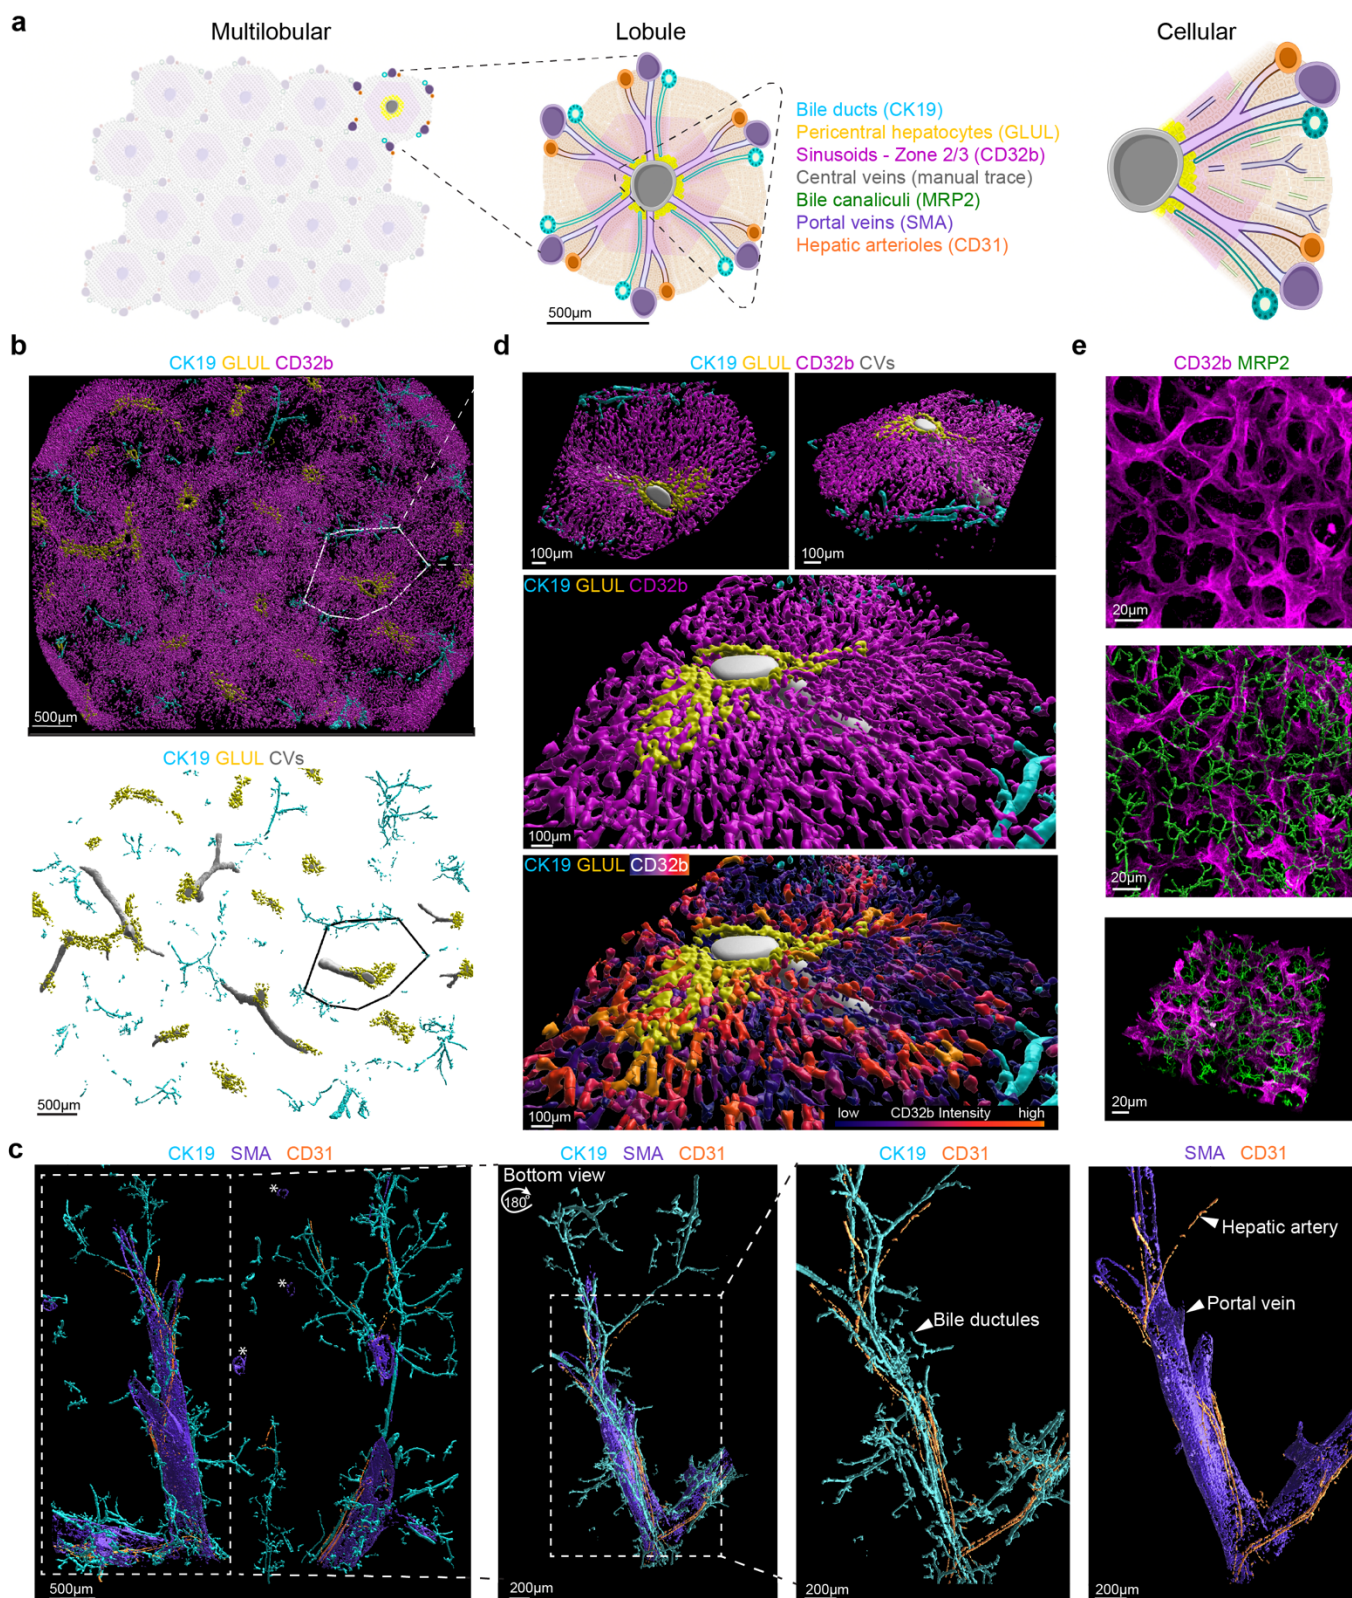 a
Multilobular
Lobule
Cellular
Bile ducts (CK19)
Pericentral hepatocytes (GLUL)
Sinusoids - Zone 2/3 (CD32b)
Central veins (manual trace)
Bile canaliculi (MRP2)
Portal veins (SMA)
Hepatic arterioles (CD31)
500µm
b
CK19 GLUL CD32b
500µm
CK19 GLUL CVs
500µm
d
CK19 GLUL CD32b CVs
100µm
100µm
CK19 GLUL CD32b
100µm
CK19 GLUL CD32b
100µm
low CD32b Intensity high
e
CD32b MRP2
20µm
20µm
20µm
c
CK19 SMA CD31
*
*
*
500µm
CK19 SMA CD31
Bottom view
180°
200µm
CK19 CD31
Bile ductules
200µm
SMA CD31
Hepatic artery
Portal vein
200µm